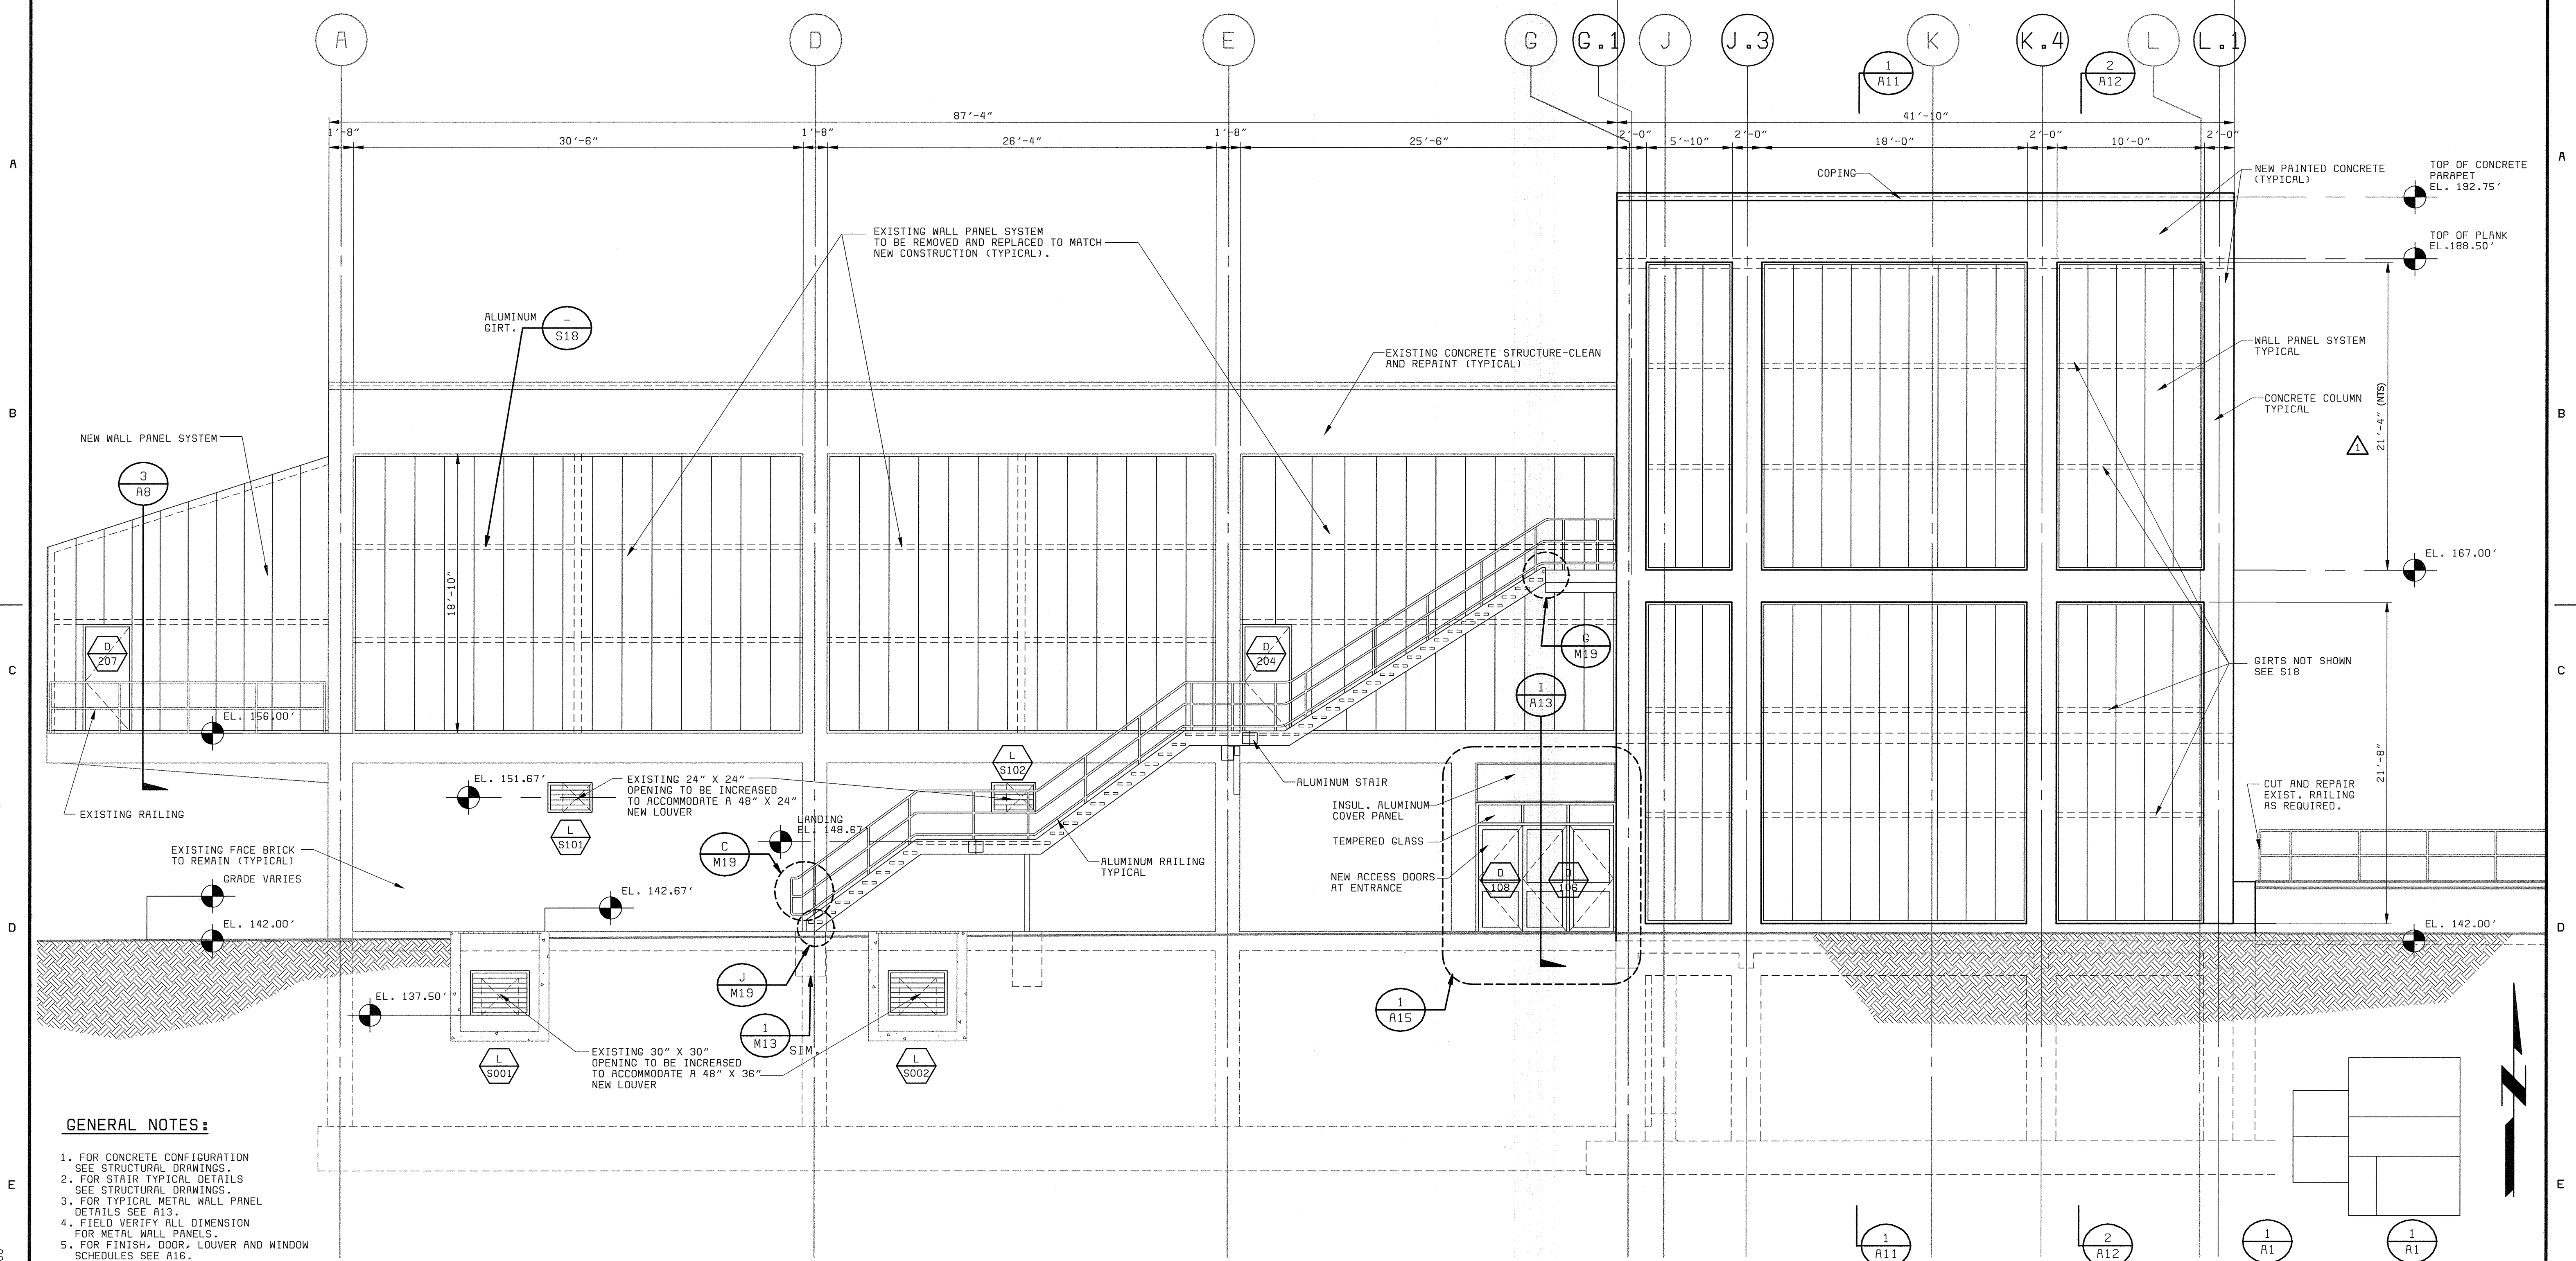 A
D
E
G
G.1
J
J.3
K
K.4
L
L.1
1
A11
2
A12
87'-4"
41'-10"
1'-8"
30'-6"
1'-8"
26'-4"
1'-8"
25'-6"
2'-0"
5'-10"
2'-0"
18'-0"
2'-0"
10'-0"
2'-0"
A
A
COPING
NEW PAINTED CONCRETE
(TYPICAL)
TOP OF CONCRETE
PARAPET
EL. 192.75'
TOP OF PLANK
EL.188.50'
EXISTING WALL PANEL SYSTEM
TO BE REMOVED AND REPLACED TO MATCH
NEW CONSTRUCTION (TYPICAL).
ALUMINUM
GIRT.
-
S18
EXISTING CONCRETE STRUCTURE-CLEAN
AND REPAINT (TYPICAL)
WALL PANEL SYSTEM
TYPICAL
CONCRETE COLUMN
TYPICAL
21'-4" (NTS)
1
B
B
NEW WALL PANEL SYSTEM
3
A8
18'-10"
EL. 167.00'
D
207
D
204
G
M19
I
A13
GIRTS NOT SHOWN
SEE S18
C
C
EL. 156.00'
EL. 151.67'
L
S102
L
S101
EXISTING 24" X 24"
OPENING TO BE INCREASED
TO ACCOMMODATE A 48" X 24"
NEW LOUVER
EXISTING RAILING
LANDING
EL. 148.67'
ALUMINUM STAIR
INSUL. ALUMINUM
COVER PANEL
TEMPERED GLASS
NEW ACCESS DOORS
AT ENTRANCE
D
108
D
106
21'-8"
CUT AND REPAIR
EXIST. RAILING
AS REQUIRED.
EXISTING FACE BRICK
TO REMAIN (TYPICAL)
GRADE VARIES
C
M19
ALUMINUM RAILING
TYPICAL
EL. 142.67'
EL. 142.00'
EL. 142.00'
D
D
EL. 137.50'
J
M19
1
M13
SIM.
1
A15
L
S001
L
S002
EXISTING 30" X 30"
OPENING TO BE INCREASED
TO ACCOMMODATE A 48" X 36"
NEW LOUVER
N
E
E
GENERAL NOTES:
1. FOR CONCRETE CONFIGURATION
SEE STRUCTURAL DRAWINGS.
2. FOR STAIR TYPICAL DETAILS
SEE STRUCTURAL DRAWINGS.
3. FOR TYPICAL METAL WALL PANEL
DETAILS SEE A13.
4. FIELD VERIFY ALL DIMENSION
FOR METAL WALL PANELS.
5. FOR FINISH, DOOR, LOUVER AND WINDOW
SCHEDULES SEE A16.
1
A11
2
A12
1
A1
1
A1